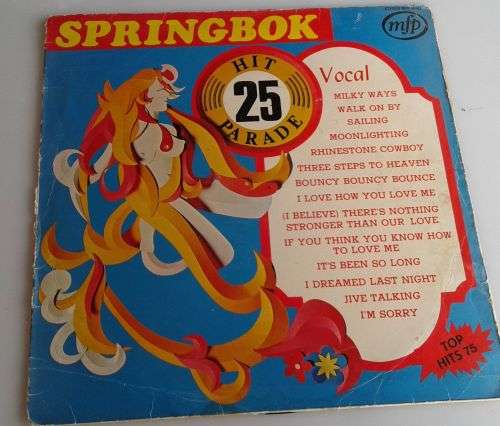 SPRINGBOK
mfp
HIT
25
PARADE
Vocal
MILKY WAYS
WALK ON BY
SAILING
MOONLIGHTING
RHINESTONE COWBOY
THREE STEPS TO HEAVEN
BOUNCY BOUNCY BOUNCE
I LOVE HOW YOU LOVE ME
(I BELIEVE) THERE'S NOTHING
STRONGER THAN OUR LOVE
IF YOU THINK YOU KNOW HOW
TO LOVE ME
IT'S BEEN SO LONG
I DREAMED LAST NIGHT
JIVE TALKING
I'M SORRY
TOP
HITS 75